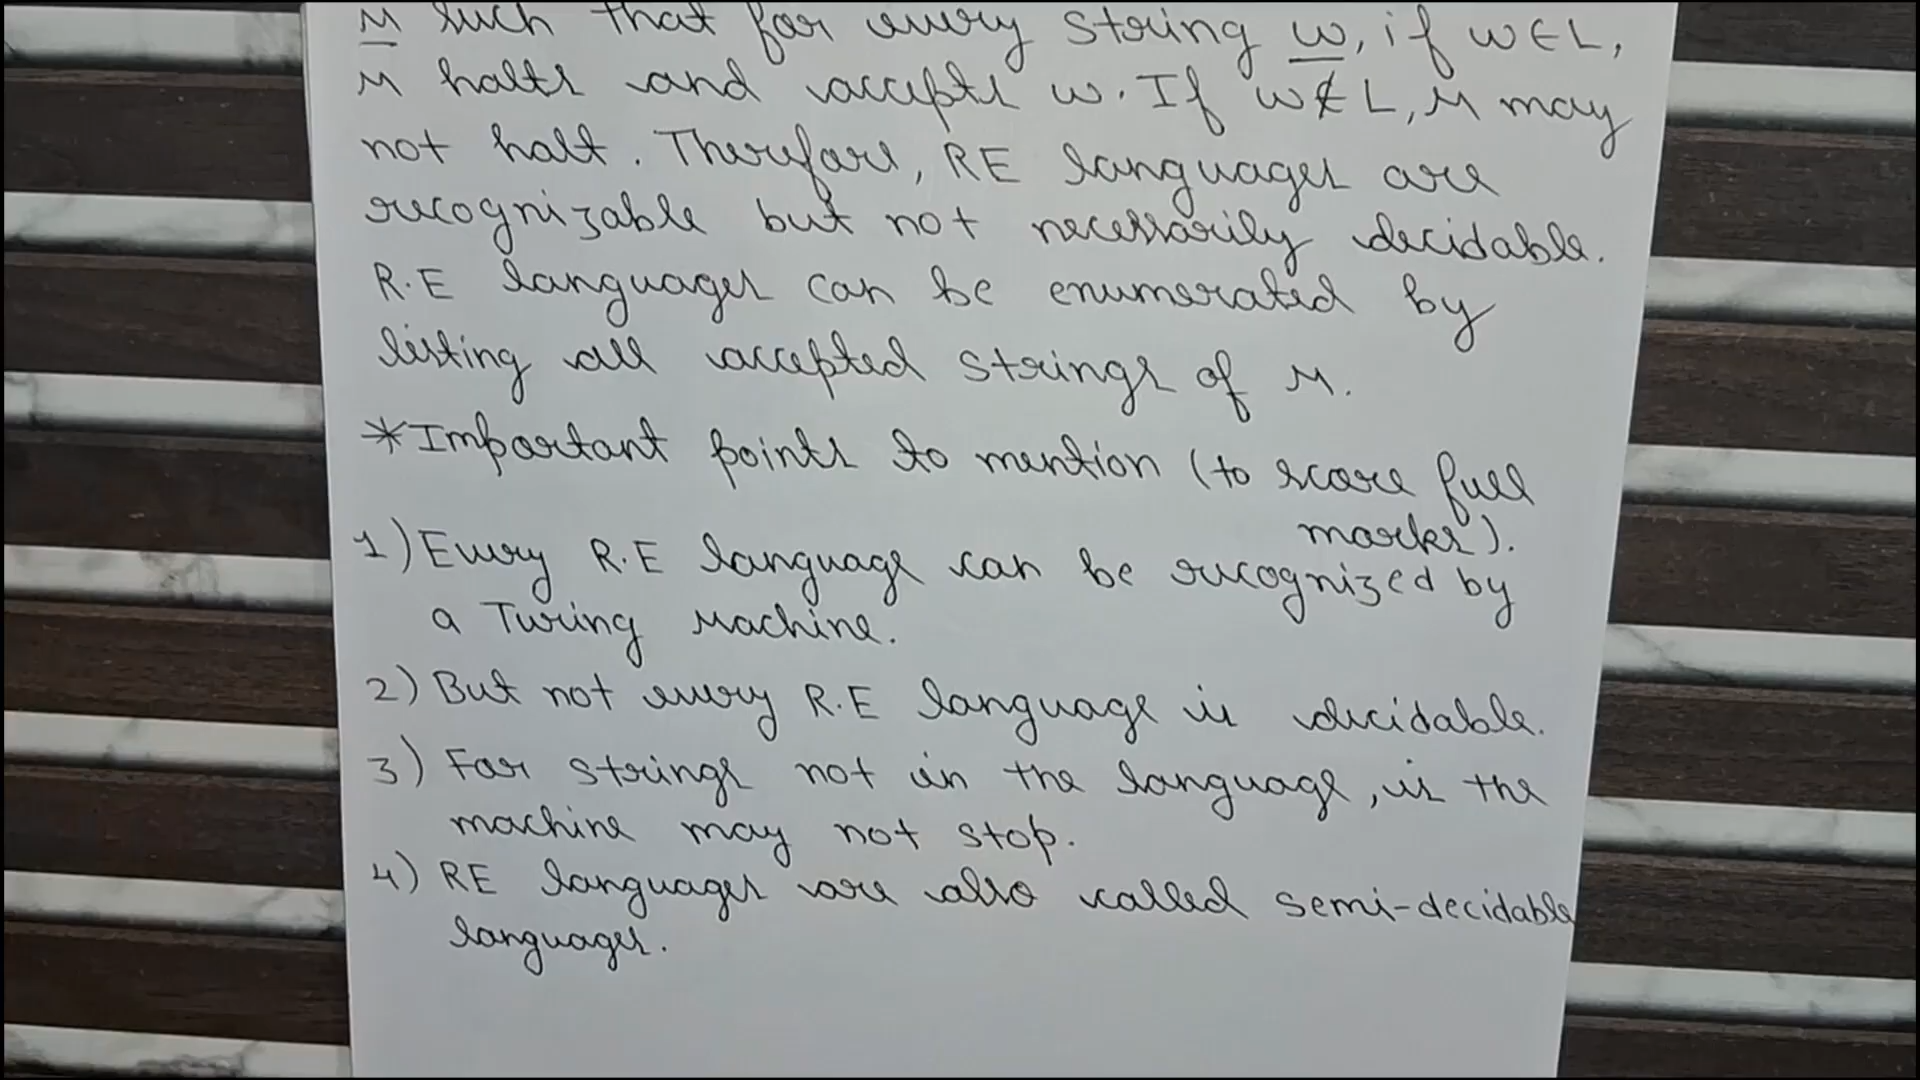 M such that for every string w, if w∈L,
M halts and accepts w. If w∉L, M may
not halt. Therefore, RE languages are
recognizable but not necessarily decidable.
R.E languages can be enumerated by
listing all accepted strings of M.
*Important points to mention (to score full
marks).
1) Every R.E language can be recognized by
a Turing Machine.
2) But not every R.E language is decidable.
3) For strings not in the language, is the
machine may not stop.
4) RE languages are also called semi-decidable
languages.